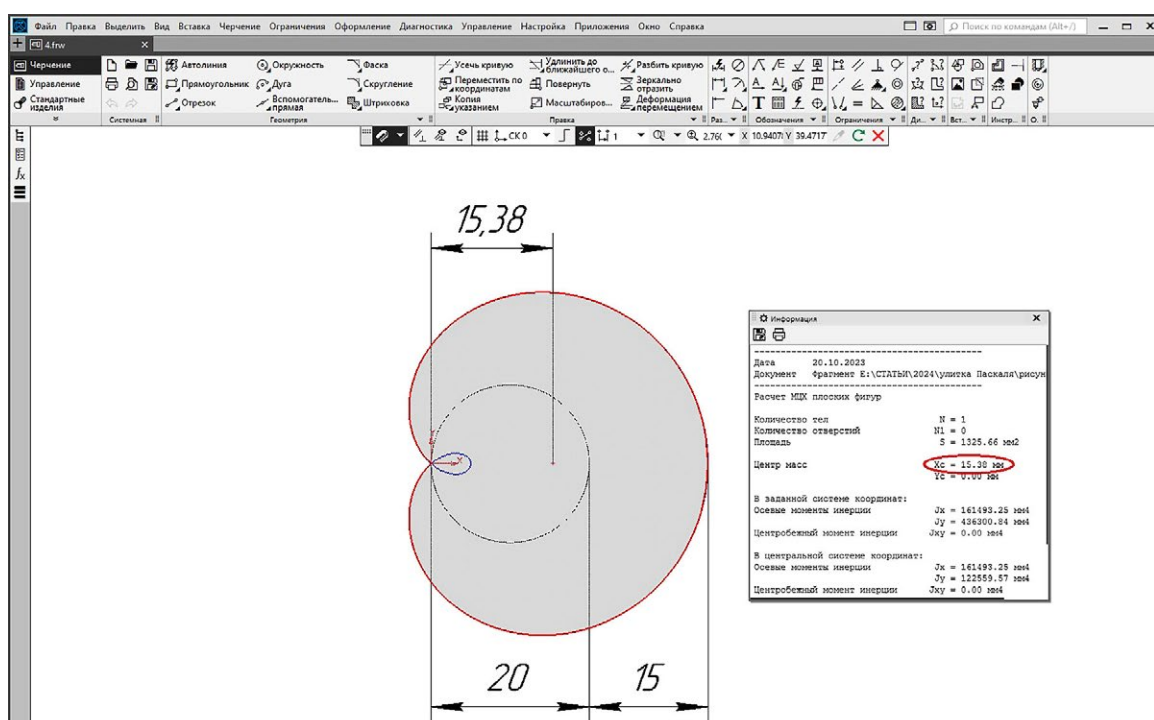 Файл Правка Выделить Вид Вставка Черчение Ограничения Оформление Диагностика Управление Настройка Приложения Окно Справка
Поиск по командам (Alt+/)
4.frw
Черчение
Управление
Стандартные изделия
Автолиния
Прямоугольник
Отрезок
Окружность
Дуга
Вспомогатель... прямая
Фаска
Скругление
Штриховка
Усечь кривую
Переместить по координатам
Копия указанием
Удлинить до ближайшего о...
Повернуть
Масштабиров...
Разбить кривую
Зеркально отразить
Деформация перемещением
Системная
Геометрия
Правка
Раз...
Обозначения
Ограничения
Ди...
Вст...
Инстр...
О.
СК 0
1
X 10.9407 Y 39.4717
15,38
Y
X
20
15
Информация
Дата 20.10.2023
Документ Фрагмент E:\СТАТЬИ\2024\улитка Паскаля\рисун
Расчет МЦХ плоских фигур
Количество тел N = 1
Количество отверстий N1 = 0
Площадь S = 1325.66 мм2
Центр масс Xc = 15.38 мм
Yc = 0.00 мм
В заданной системе координат:
Осевые моменты инерции Jx = 161493.25 мм4
Jy = 436300.84 мм4
Центробежный момент инерции Jxy = 0.00 мм4
В центральной системе координат:
Осевые моменты инерции Jx = 161493.25 мм4
Jy = 122559.57 мм4
Центробежный момент инерции Jxy = 0.00 мм4